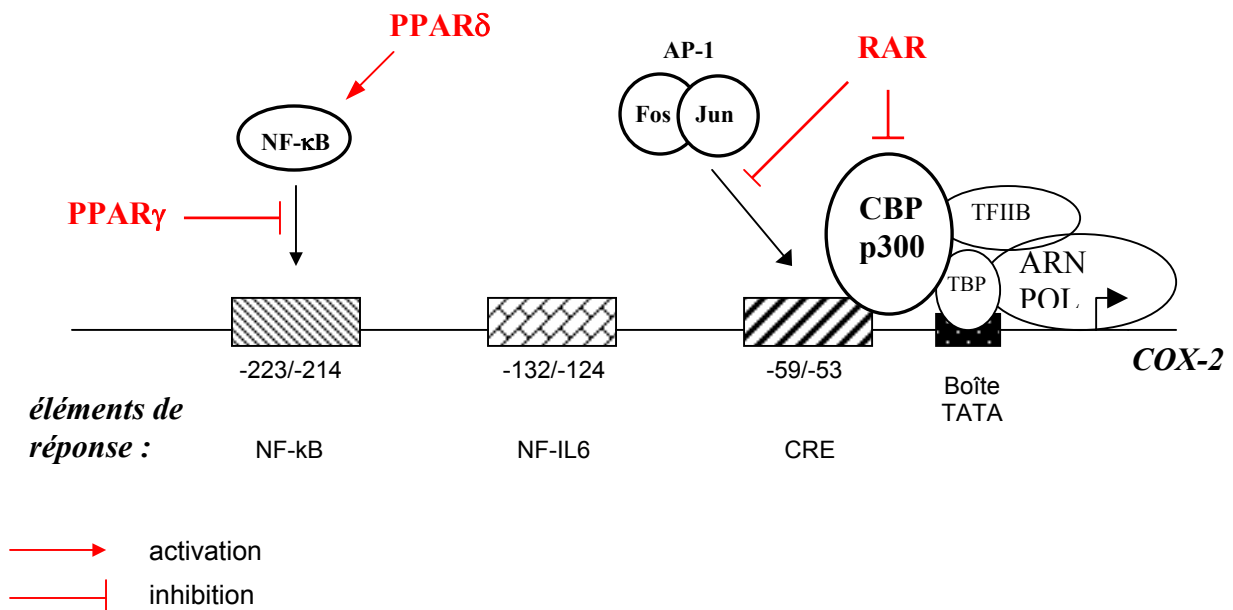 PPARδ
AP-1
RAR
Fos
Jun
NF-κB
PPARγ
CBP
p300
TFIIB
TBP
ARN
POL
-223/-214
-132/-124
-59/-53
Boîte
TATA
COX-2
éléments de
réponse :
NF-kB
NF-IL6
CRE
activation
inhibition